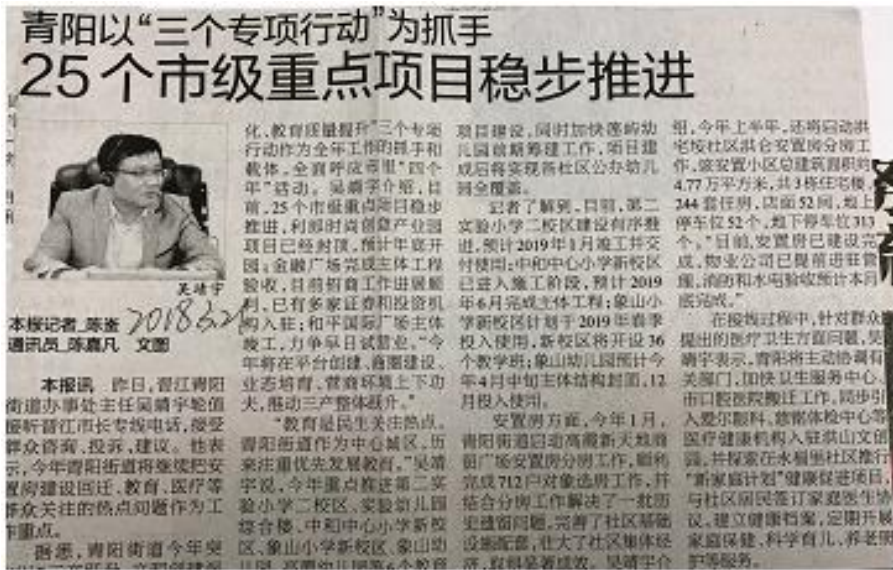 青阳以“三个专项行动”为抓手
25个市级重点项目稳步推进
吴靖宇
本报记者_陈
通讯员_陈嘉凡 文图
本报讯 昨日,晋江青阳
街道办事处主任吴靖宇轮值
接听晋江市长专线电话,接受
群众咨询、投诉、建议。他表
示,今年青阳街道将继续把安
置房建设回迁、教育、医疗等
群众关注的热点问题作为工
作重点。
据悉,青阳街道今年突
化、教育质量提升”三个专项
行动作为全年工作的抓手和
载体,全面呼应市里“四个
年”活动。吴靖宇介绍,目
前,25个市级重点项目稳步
推进,利郎时尚创意产业园
项目已经封顶,预计年底开
园;金融广场完成主体工程
验收,目前招商工作进展顺
利,已有多家证券和投资机
构入驻;和平国际广场主体
竣工,力争早日试营业。“今
年将在平台创建、商圈建设、
业态培育、营商环境上下功
夫,推动三产整体跃升。”
“教育是民生关注热点。
青阳街道作为中心城区,历
来注重优先发展教育。”吴靖
宇说,今年重点推进第二实
验小学二校区、实验幼儿园
综合楼、中和中心小学新校
区、象山小学新校区、象山幼
项目建设,同时加快莲屿幼
儿园前期筹建工作,项目建
成后将实现各社区公办幼儿
园全覆盖。
记者了解到,目前,第二
实验小学二校区建设有序推
进,预计2019年1月竣工并交
付使用;中和中心小学新校区
已进入施工阶段,预计2019
年6月完成主体工程;象山小
学新校区计划于2019年春季
投入使用,新校区将开设36
个教学班;象山幼儿园预计今
年4月中旬主体结构封面,12
月投入使用。
安置房方面,今年1月,
青阳街道启动高霞新天地商
贸广场安置房分房工作,顺利
完成712户对象选房工作,并
结合分房工作解决了一批历
史遗留问题,完善了社区基础
设施配套,壮大了社区集体经
济,取得显著成效。吴靖宇介
绍,今年上半年,还将启动洪
宅垵社区洪仑安置房分房工
作,该安置小区总建筑面积约
4.77万平方米,共3栋住宅楼,
244套住房,店面52间,地上
停车位52个,地下停车位313
个。“目前,安置房已建设完
成,物业公司已提前进驻管
理,消防和水电验收预计本月
底完成。”
在接线过程中,针对群众
提出的医疗卫生方面问题,吴
靖宇表示,青阳将主动协调有
关部门,加快卫生服务中心、
市口腔医院搬迁工作,同步引
入爱尔眼科、慈铭体检中心等
医疗健康机构入驻洪山文创
园,并探索在永福里社区推行
“新家庭计划”健康促进项目,
与社区居民签订家庭医生协
议,建立健康档案,定期开展
家庭保健、科学育儿、养老照
护等服务。